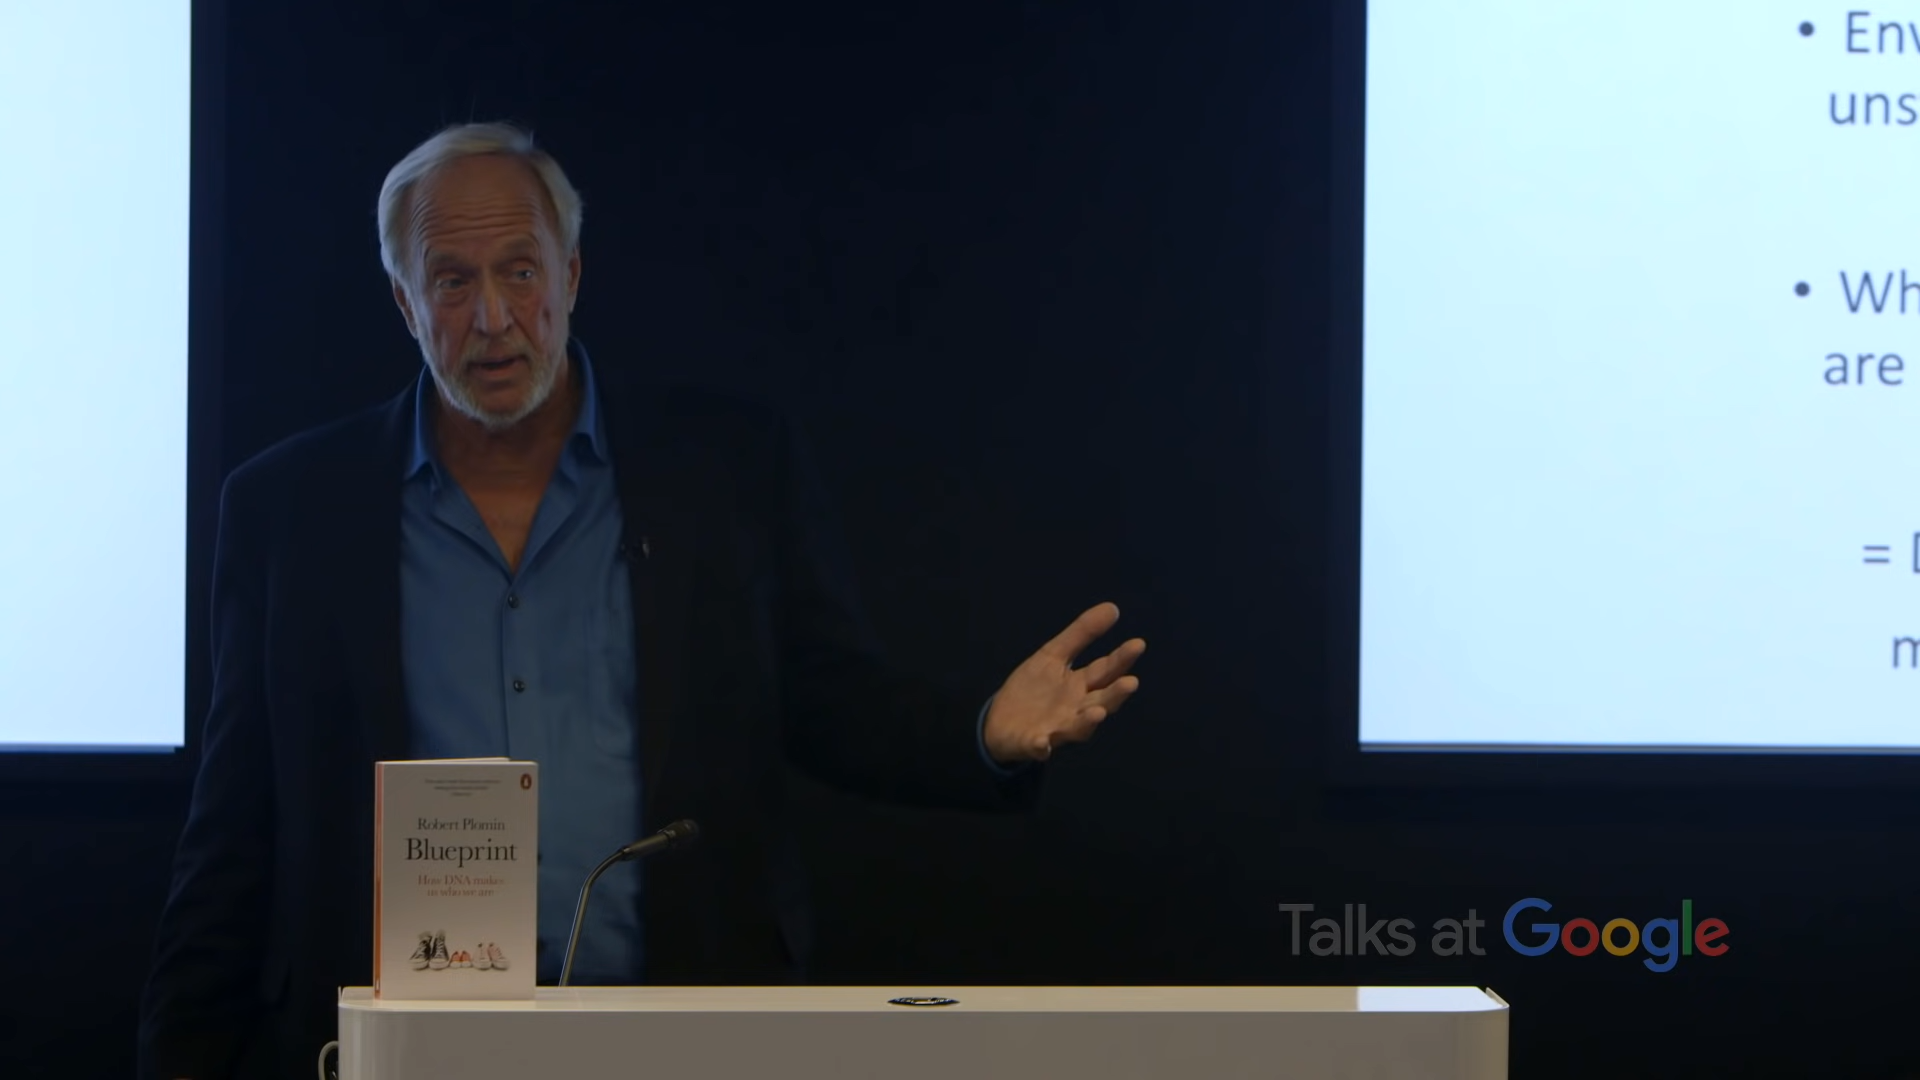 • Env
uns
• Wh
are
=
m
Robert Plomin
Blueprint
How DNA makes
us who we are
Talks at Google